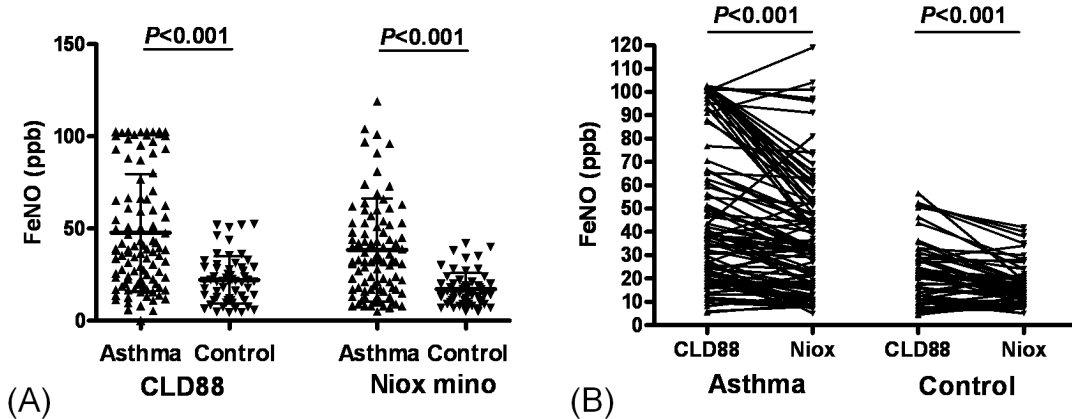 P<0.001 P<0.001
150
100
50
0
FeNO (ppb)
Asthma Control Asthma Control
CLD88 Niox mino
(A)
P<0.001 P<0.001
120
110
100
90
80
70
60
50
40
30
20
10
0
FeNO (ppb)
CLD88 Niox CLD88 Niox
Asthma Control
(B)